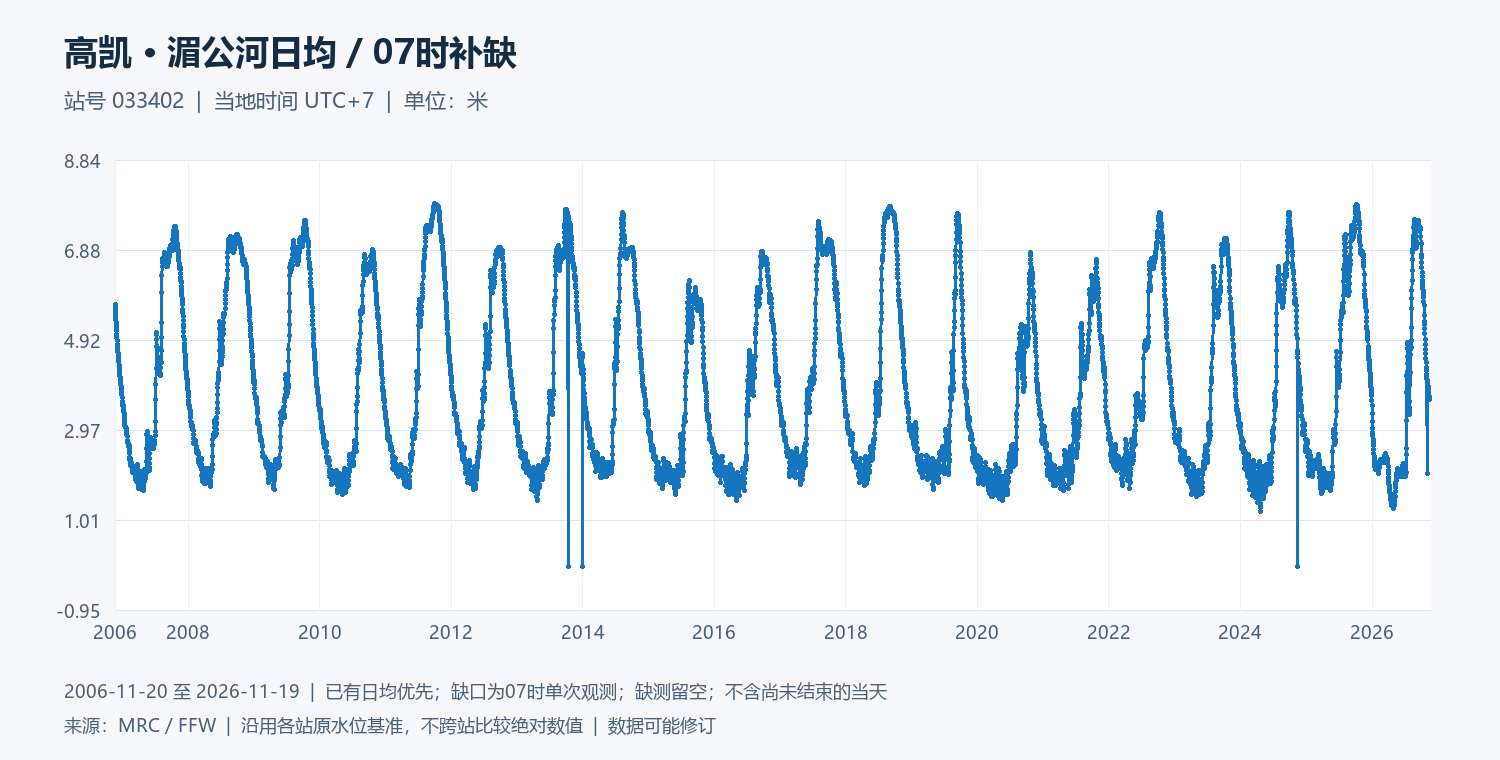 高凯·湄公河日均 / 07时补缺
站号 033402 | 当地时间 UTC+7 | 单位：米
8.84
6.88
4.92
2.97
1.01
-0.95
2006 2008 2010 2012 2014 2016 2018 2020 2022 2024 2026
2006-11-20 至 2026-11-19 | 已有日均优先；缺口为07时单次观测；缺测留空；不含尚未结束的当天
来源：MRC / FFW | 沿用各站原水位基准，不跨站比较绝对数值 | 数据可能修订